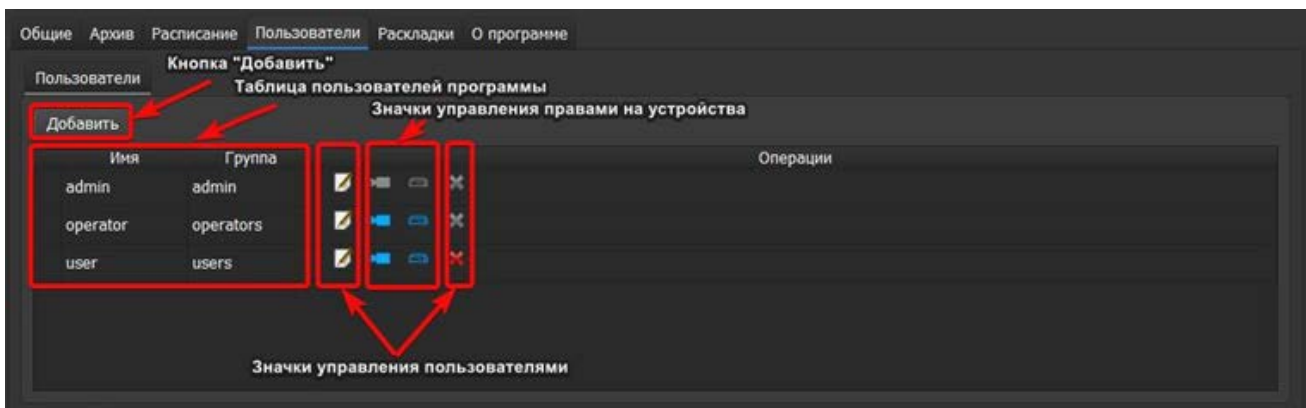 Общие Архив Расписание Пользователи Раскладки О программе
Кнопка "Добавить"
Пользователи
Таблица пользователей программы
Значки управления правами на устройства
Добавить
Имя Группа Операции
admin admin
operator operators
user users
Значки управления пользователями